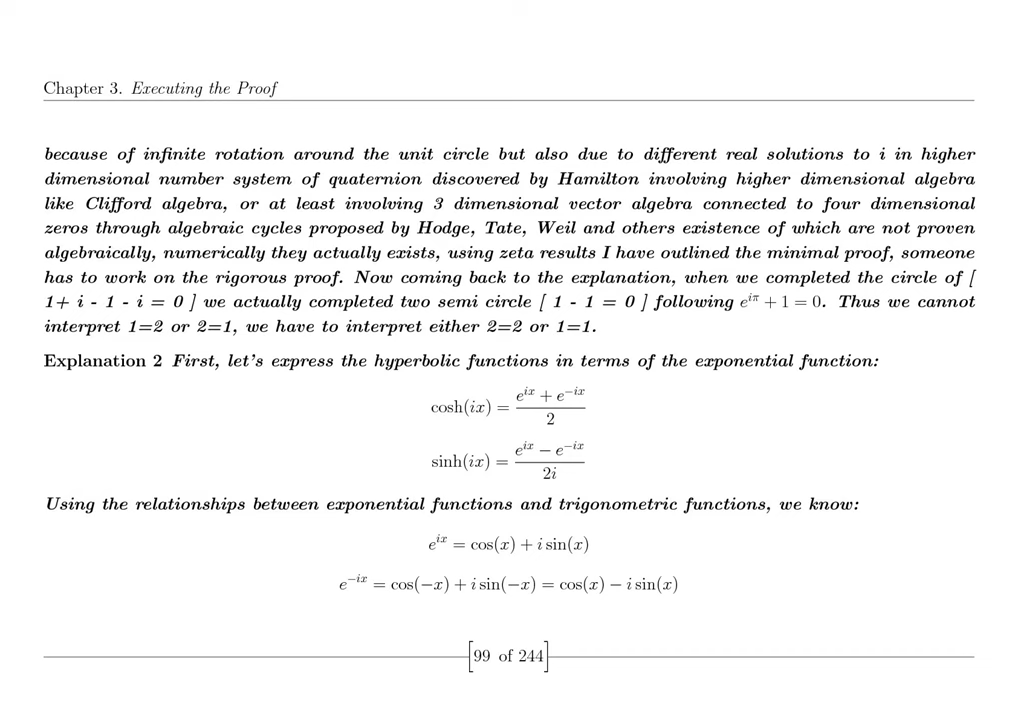 Chapter 3. Executing the Proof
because of infinite rotation around the unit circle but also due to different real solutions to i in higher
dimensional number system of quaternion discovered by Hamilton involving higher dimensional algebra
like Clifford algebra, or at least involving 3 dimensional vector algebra connected to four dimensional
zeros through algebraic cycles proposed by Hodge, Tate, Weil and others existence of which are not proven
algebraically, numerically they actually exists, using zeta results I have outlined the minimal proof, someone
has to work on the rigorous proof. Now coming back to the explanation, when we completed the circle of [
1+ i - 1 - i = 0 ] we actually completed two semi circle [ 1 - 1 = 0 ] following e^{iπ} + 1 = 0. Thus we cannot
interpret 1=2 or 2=1, we have to interpret either 2=2 or 1=1.
Explanation 2 First, let's express the hyperbolic functions in terms of the exponential function:
cosh(ix) = \frac{e^{ix} + e^{-ix}}{2}
sinh(ix) = \frac{e^{ix} − e^{-ix}}{2i}
Using the relationships between exponential functions and trigonometric functions, we know:
e^{ix} = cos(x) + i sin(x)
e^{-ix} = cos(−x) + i sin(−x) = cos(x) − i sin(x)
[99 of 244]